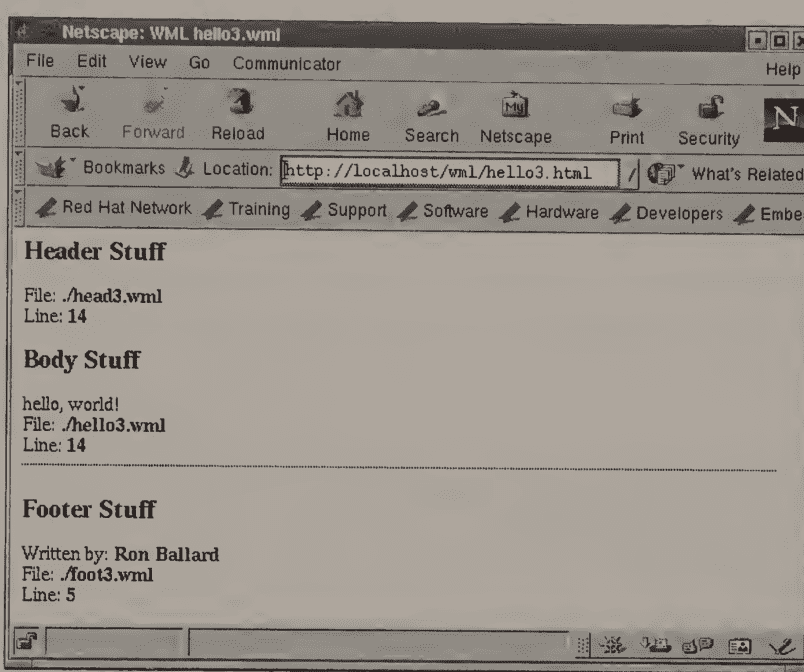 Netscape: WML hello3.wml
File Edit View Go Communicator Help
Back Forward Reload Home Search Netscape Print Security
My
N
Bookmarks Location: http://localhost/wml/hello3.html What's Related
Red Hat Network Training Support Software Hardware Developers Embe
Header Stuff
File: ./head3.wml
Line: 14
Body Stuff
hello, world!
File: ./hello3.wml
Line: 14
Footer Stuff
Written by: Ron Ballard
File: ./foot3.wml
Line: 5